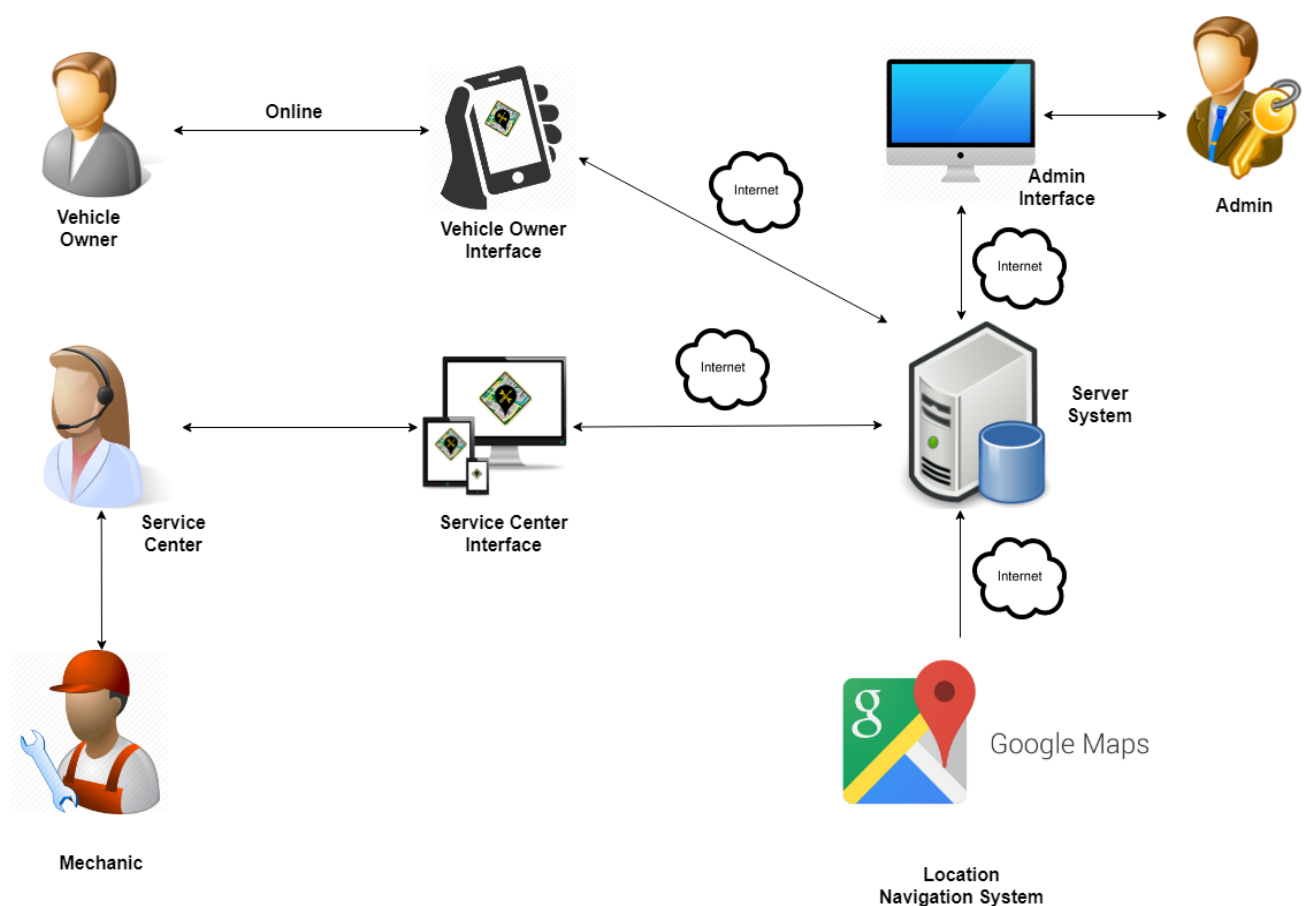 Online
Internet
Vehicle
Owner
Vehicle Owner
Interface
Admin
Interface
Admin
Internet
Internet
Server
System
Service
Center
Service Center
Interface
Internet
g
Google Maps
Mechanic
Location
Navigation System